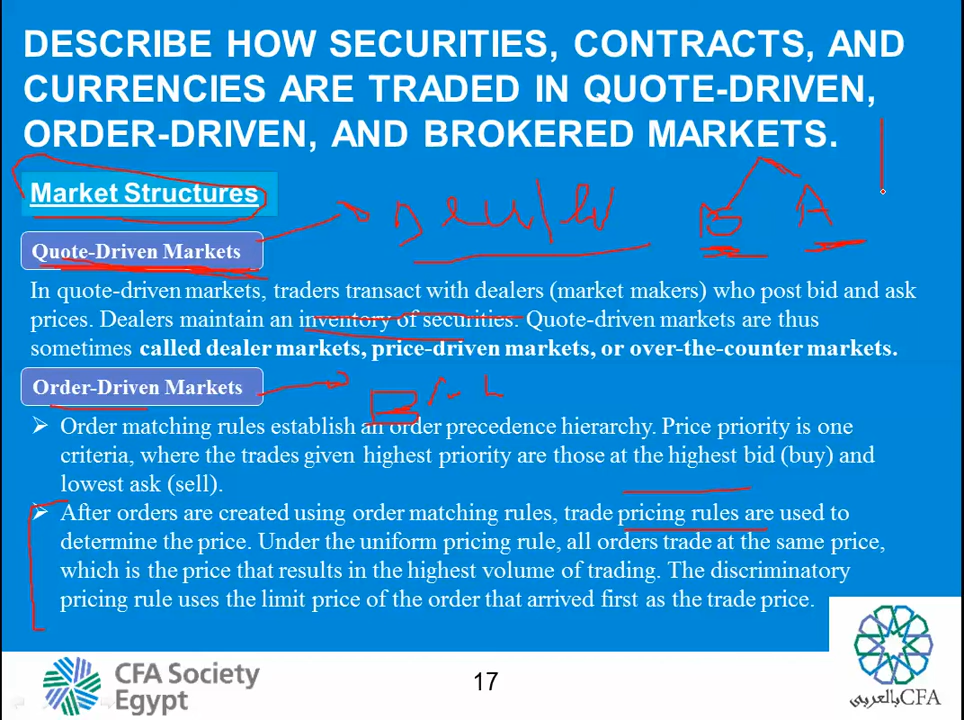 DESCRIBE HOW SECURITIES, CONTRACTS, AND
CURRENCIES ARE TRADED IN QUOTE-DRIVEN,
ORDER-DRIVEN, AND BROKERED MARKETS.
Market Structures
Quote-Driven Markets
In quote-driven markets, traders transact with dealers (market makers) who post bid and ask
prices. Dealers maintain an inventory of securities. Quote-driven markets are thus
sometimes called dealer markets, price-driven markets, or over-the-counter markets.
Order-Driven Markets
➢ Order matching rules establish an order precedence hierarchy. Price priority is one
criteria, where the trades given highest priority are those at the highest bid (buy) and
lowest ask (sell).
➢ After orders are created using order matching rules, trade pricing rules are used to
determine the price. Under the uniform pricing rule, all orders trade at the same price,
which is the price that results in the highest volume of trading. The discriminatory
pricing rule uses the limit price of the order that arrived first as the trade price.
CFA Society
Egypt
17
CFA بالعربي